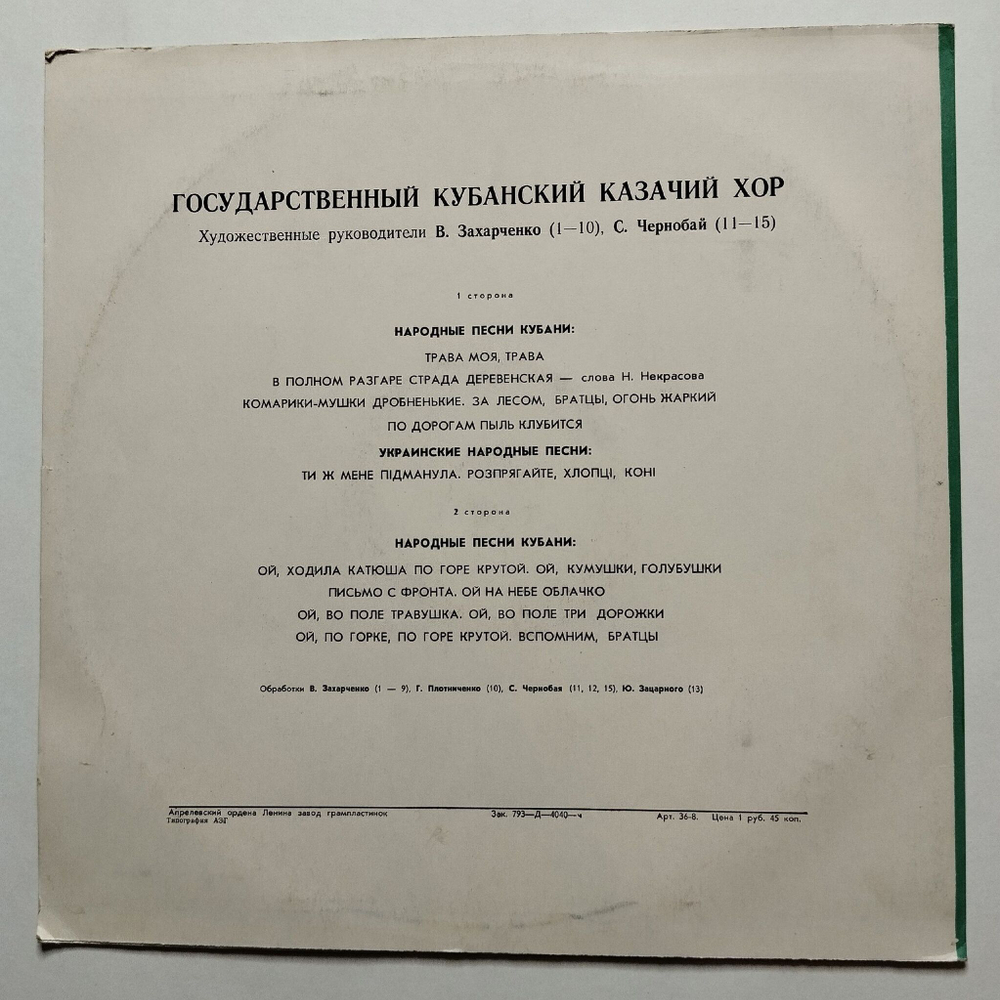 ГОСУДАРСТВЕННЫЙ КУБАНСКИЙ КАЗАЧИЙ ХОР
Художественные руководители В. Захарченко (1—10), С. Чернобай (11—15)
1 сторона
НАРОДНЫЕ ПЕСНИ КУБАНИ:
ТРАВА МОЯ, ТРАВА
В ПОЛНОМ РАЗГАРЕ СТРАДА ДЕРЕВЕНСКАЯ — слова Н. Некрасова
КОМАРИКИ-МУШКИ ДРОБНЕНЬКИЕ. ЗА ЛЕСОМ, БРАТЦЫ, ОГОНЬ ЖАРКИЙ
ПО ДОРОГАМ ПЫЛЬ КЛУБИТСЯ
УКРАИНСКИЕ НАРОДНЫЕ ПЕСНИ:
ТИ Ж МЕНЕ ПІДМАНУЛА. РОЗПРЯГАЙТЕ, ХЛОПЦІ, КОНІ
2 сторона
НАРОДНЫЕ ПЕСНИ КУБАНИ:
ОЙ, ХОДИЛА КАТЮША ПО ГОРЕ КРУТОЙ. ОЙ, КУМУШКИ, ГОЛУБУШКИ
ПИСЬМО С ФРОНТА. ОЙ НА НЕБЕ ОБЛАЧКО
ОЙ, ВО ПОЛЕ ТРАВУШКА. ОЙ, ВО ПОЛЕ ТРИ ДОРОЖКИ
ОЙ, ПО ГОРКЕ, ПО ГОРЕ КРУТОЙ. ВСПОМНИМ, БРАТЦЫ
Обработки В. Захарченко (1 — 9), Г. Плотниченко (10), С. Чернобая (11, 12, 15), Ю. Зацарного (13)
Апрелевский ордена Ленина завод грампластинок Зак. 793—Д—4040—ч Арт. 36-8. Цена 1 руб. 45 коп.
Типография АЗГ